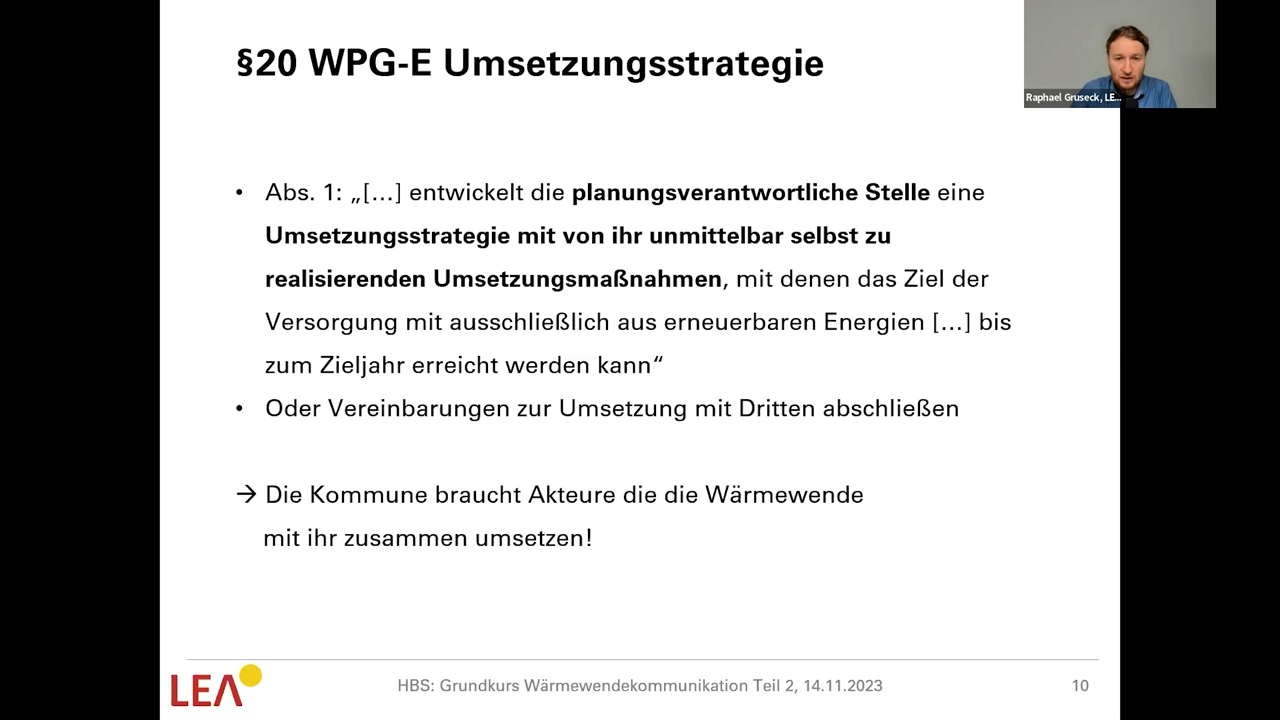 §20 WPG-E Umsetzungsstrategie
Raphael Gruseck, LE...
• Abs. 1: „[…] entwickelt die planungsverantwortliche Stelle eine
Umsetzungsstrategie mit von ihr unmittelbar selbst zu
realisierenden Umsetzungsmaßnahmen, mit denen das Ziel der
Versorgung mit ausschließlich aus erneuerbaren Energien […] bis
zum Zieljahr erreicht werden kann“
• Oder Vereinbarungen zur Umsetzung mit Dritten abschließen
→ Die Kommune braucht Akteure die die Wärmewende
mit ihr zusammen umsetzen!
LEA
HBS: Grundkurs Wärmewendekommunikation Teil 2, 14.11.2023
10